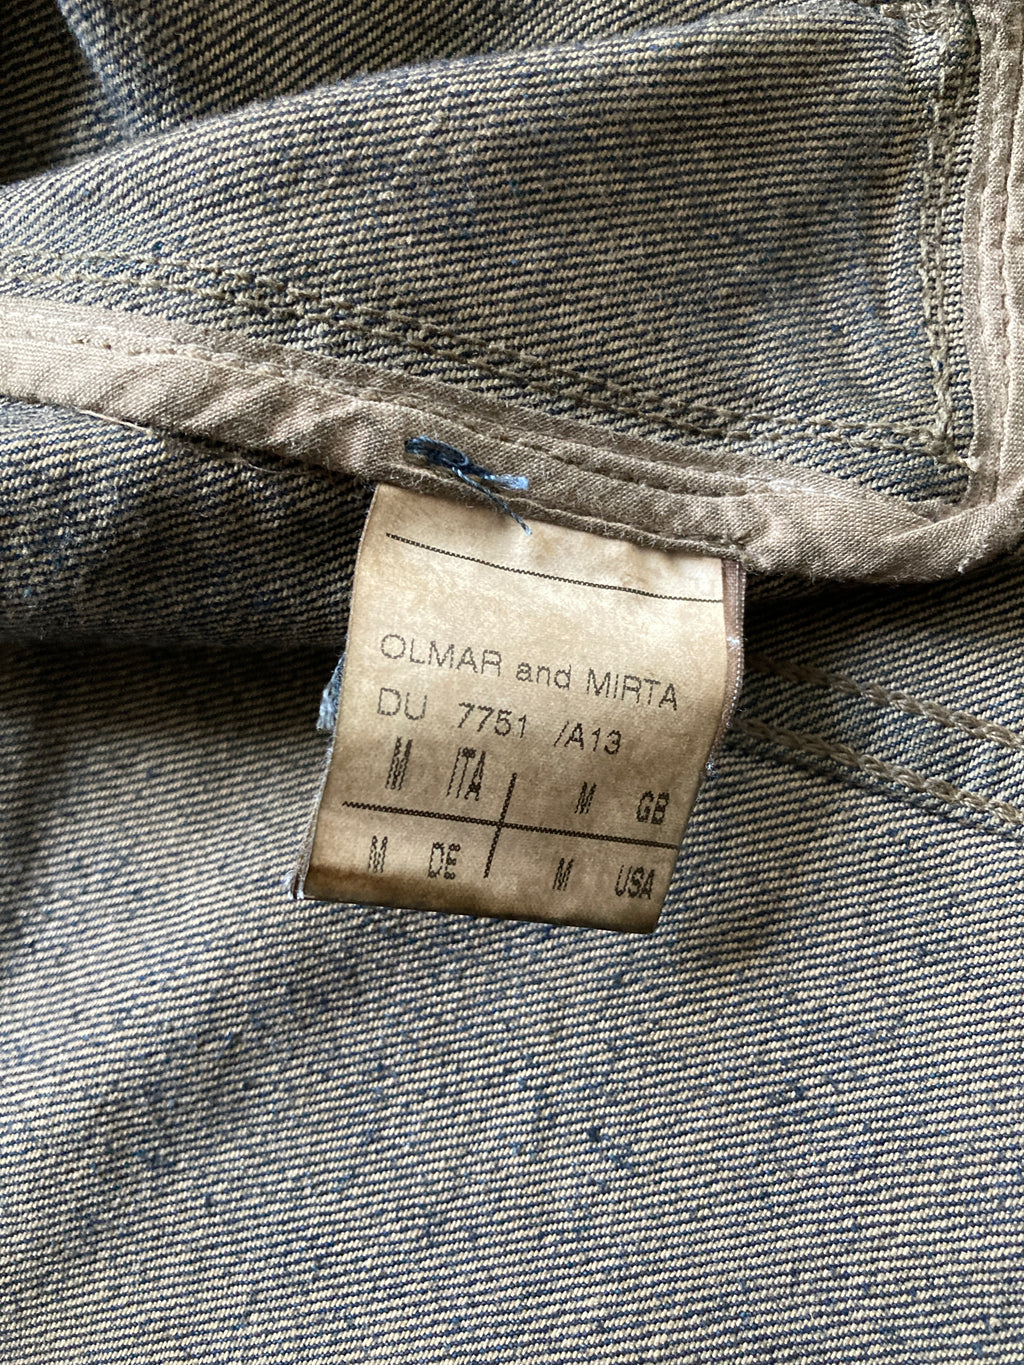 OLMAR and MIRTA
DU 7751 /A13
M ITA M GB
M DE M USA